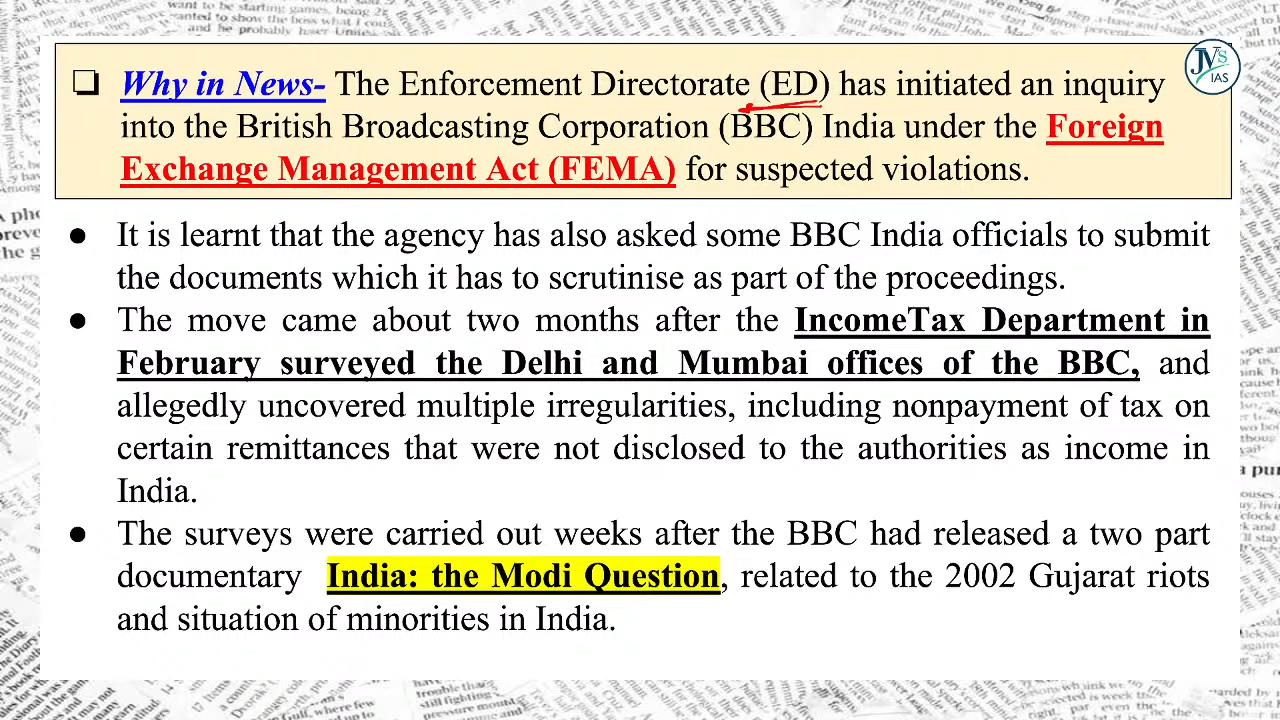 ❑ Why in News- The Enforcement Directorate (ED) has initiated an inquiry
into the British Broadcasting Corporation (BBC) India under the Foreign
Exchange Management Act (FEMA) for suspected violations.
JVS
IAS
● It is learnt that the agency has also asked some BBC India officials to submit
the documents which it has to scrutinise as part of the proceedings.
● The move came about two months after the IncomeTax Department in
February surveyed the Delhi and Mumbai offices of the BBC, and
allegedly uncovered multiple irregularities, including nonpayment of tax on
certain remittances that were not disclosed to the authorities as income in
India.
● The surveys were carried out weeks after the BBC had released a two part
documentary India: the Modi Question, related to the 2002 Gujarat riots
and situation of minorities in India.